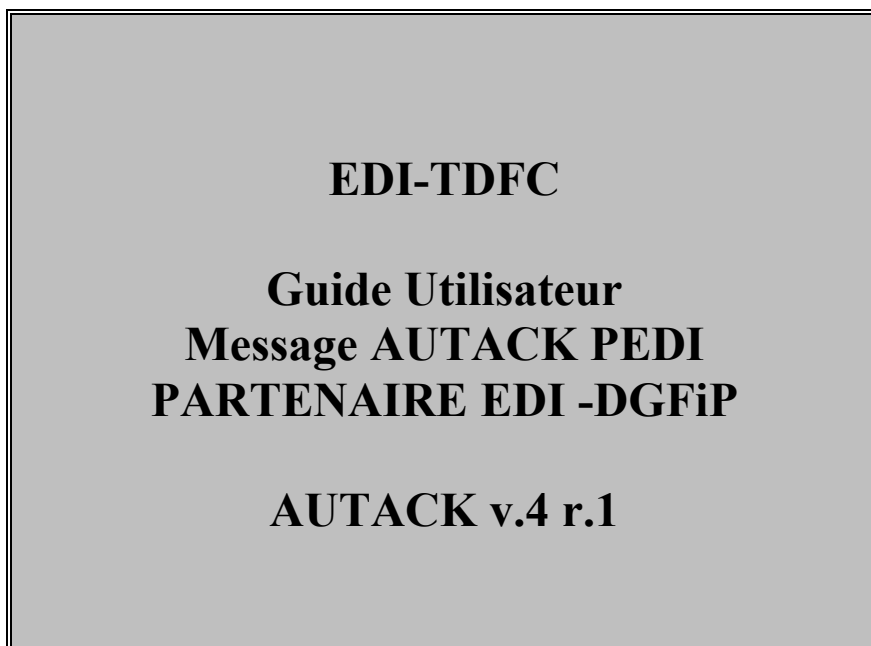 EDI-TDFC
Guide Utilisateur
Message AUTACK PEDI
PARTENAIRE EDI -DGFiP
AUTACK v.4 r.1